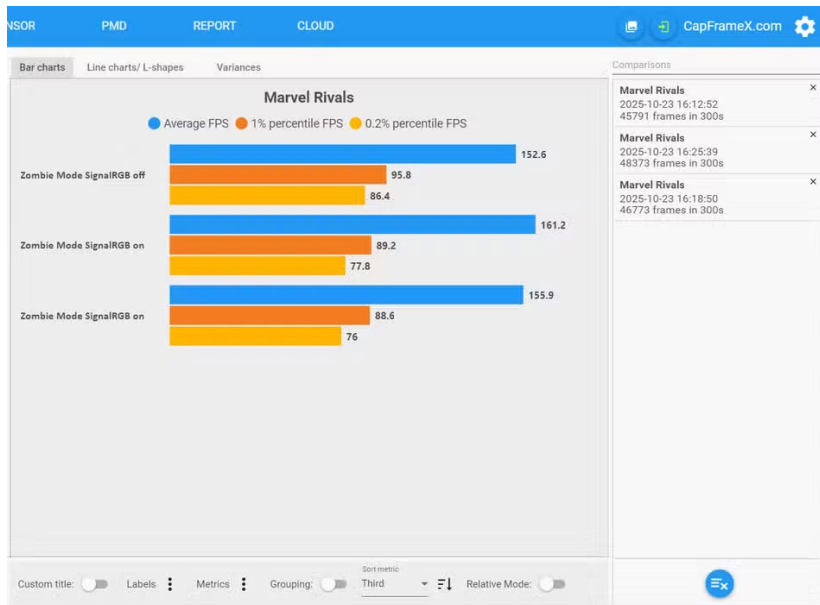 NSOR PMD REPORT CLOUD CapFrameX.com
Bar charts Line charts/ L-shapes Variances
Marvel Rivals
Average FPS 1% percentile FPS 0.2% percentile FPS
152.6
Zombie Mode SignalRGB off 95.8
86.4
161.2
Zombie Mode SignalRGB on 89.2
77.8
155.9
Zombie Mode SignalRGB on 88.6
76
Comparisons
Marvel Rivals ×
2025-10-23 16:12:52
45791 frames in 300s
Marvel Rivals ×
2025-10-23 16:25:39
48373 frames in 300s
Marvel Rivals ×
2025-10-23 16:18:50
46773 frames in 300s
Sort metric
Custom title: Labels Metrics Grouping: Third Relative Mode: